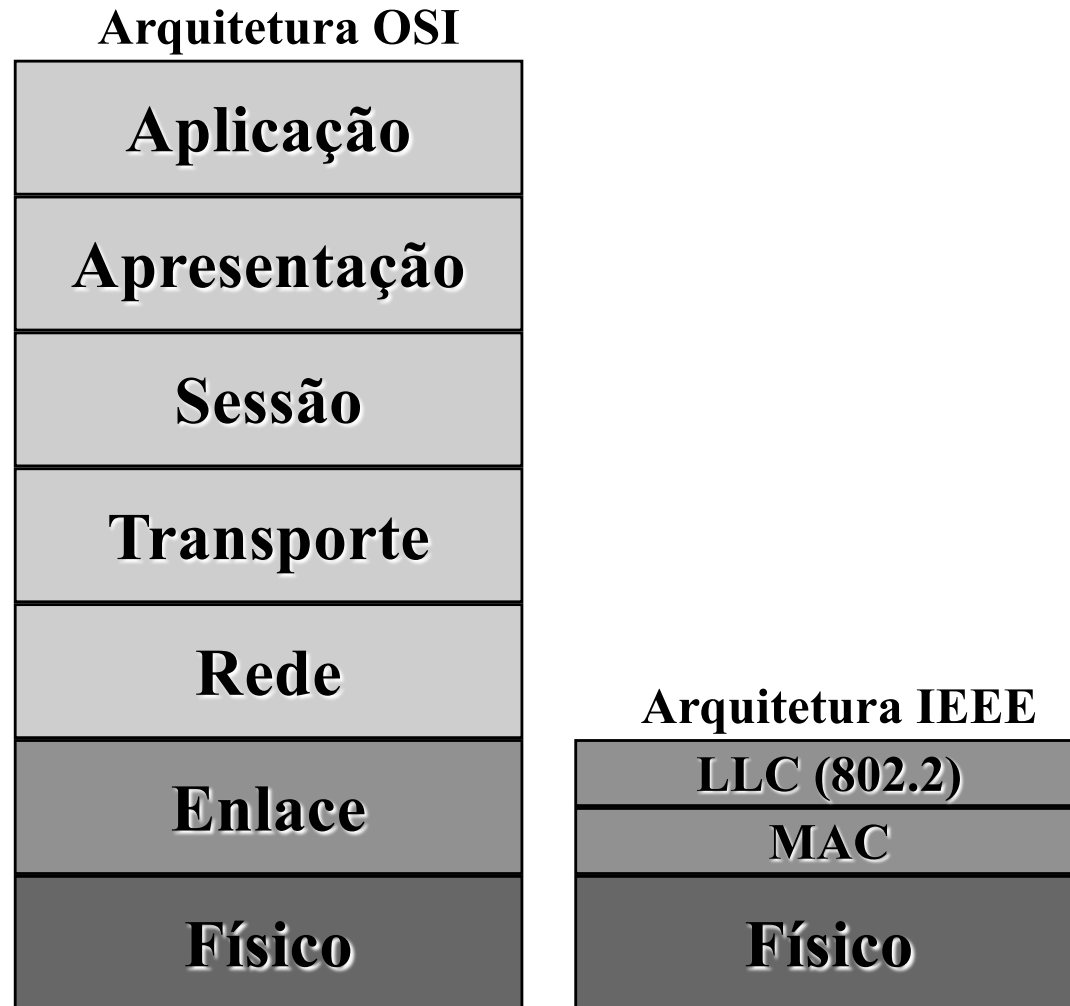 Arquitetura OSI
Aplicação
Apresentação
Sessão
Transporte
Rede
Enlace
Físico
Arquitetura IEEE
LLC (802.2)
MAC
Físico